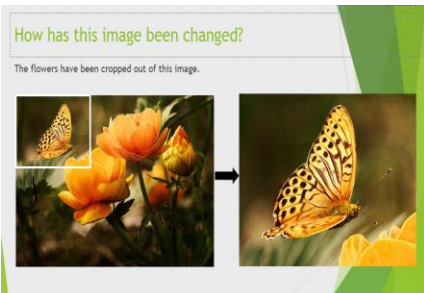 How has this image been changed?
The flowers have been cropped out of this image.